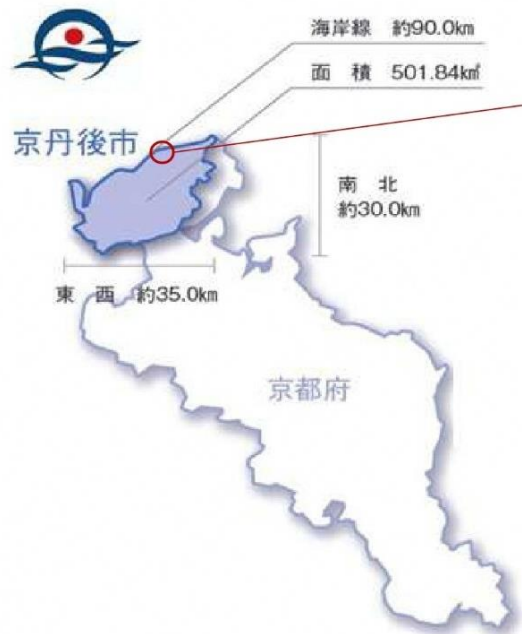 海岸線 約90.0km
面 積 501.84km²
京丹後市
南 北
約30.0km
東 西 約35.0km
京都府